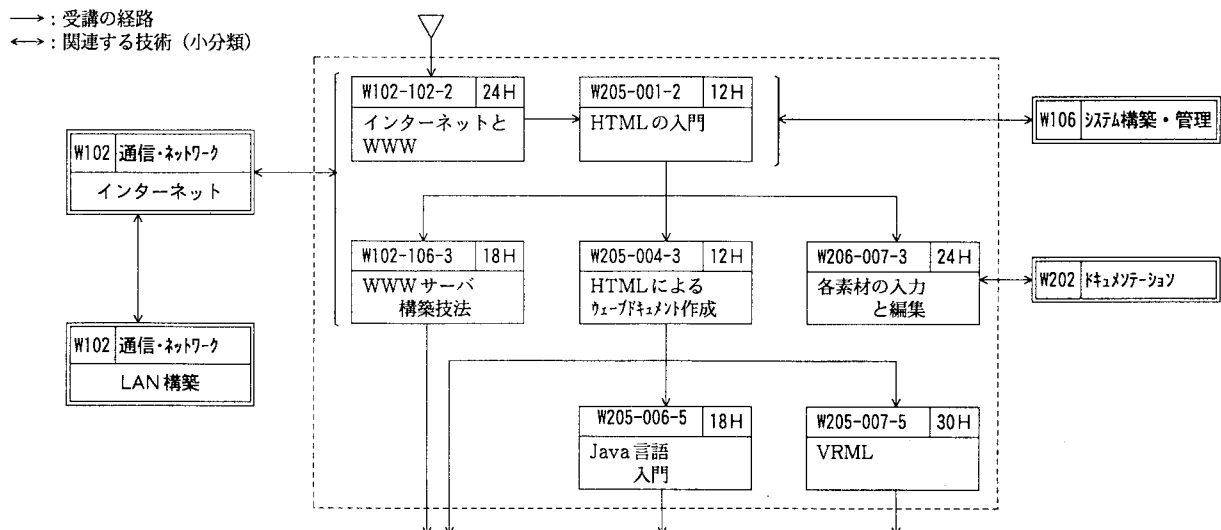 →：受講の経路
↔：関連する技術（小分類）
W102-102-2 24H
インターネットと
WWW
W205-001-2 12H
HTMLの入門
W106 ｼｽﾃﾑ構築・管理
W102 通信・ﾈｯﾄﾜｰｸ
インターネット
W102-106-3 18H
WWWサーバ
構築技法
W205-004-3 12H
HTMLによる
ｳｪｰﾌﾞﾄﾞｷｭﾒﾝﾄ作成
W206-007-3 24H
各素材の入力
と編集
W202 ﾄﾞｷｭﾒﾝﾃｰｼｮﾝ
W102 通信・ﾈｯﾄﾜｰｸ
LAN構築
W205-006-5 18H
Java言語
入門
W205-007-5 30H
VRML